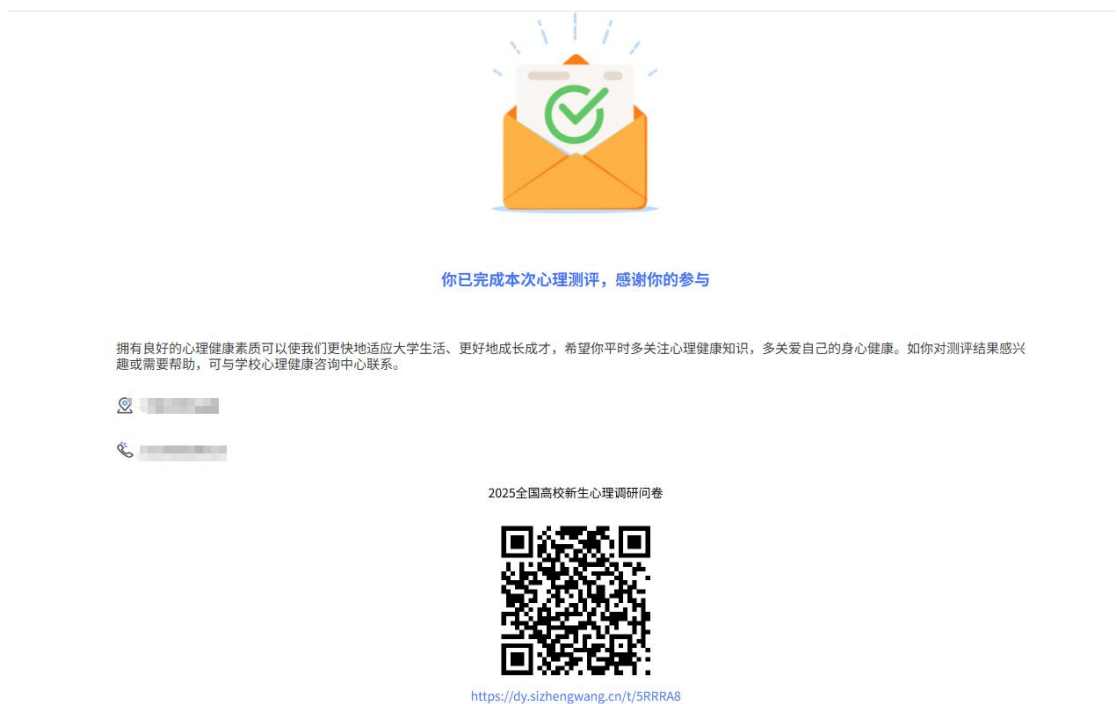 你已完成本次心理测评，感谢你的参与
拥有良好的心理健康素质可以使我们更快地适应大学生活、更好地成长成才，希望你平时多关注心理健康知识，多关爱自己的身心健康。如你对测评结果感兴
趣或需要帮助，可与学校心理健康咨询中心联系。
2025全国高校新生心理调研问卷
https://dy.sizhengwang.cn/t/5RRRA8